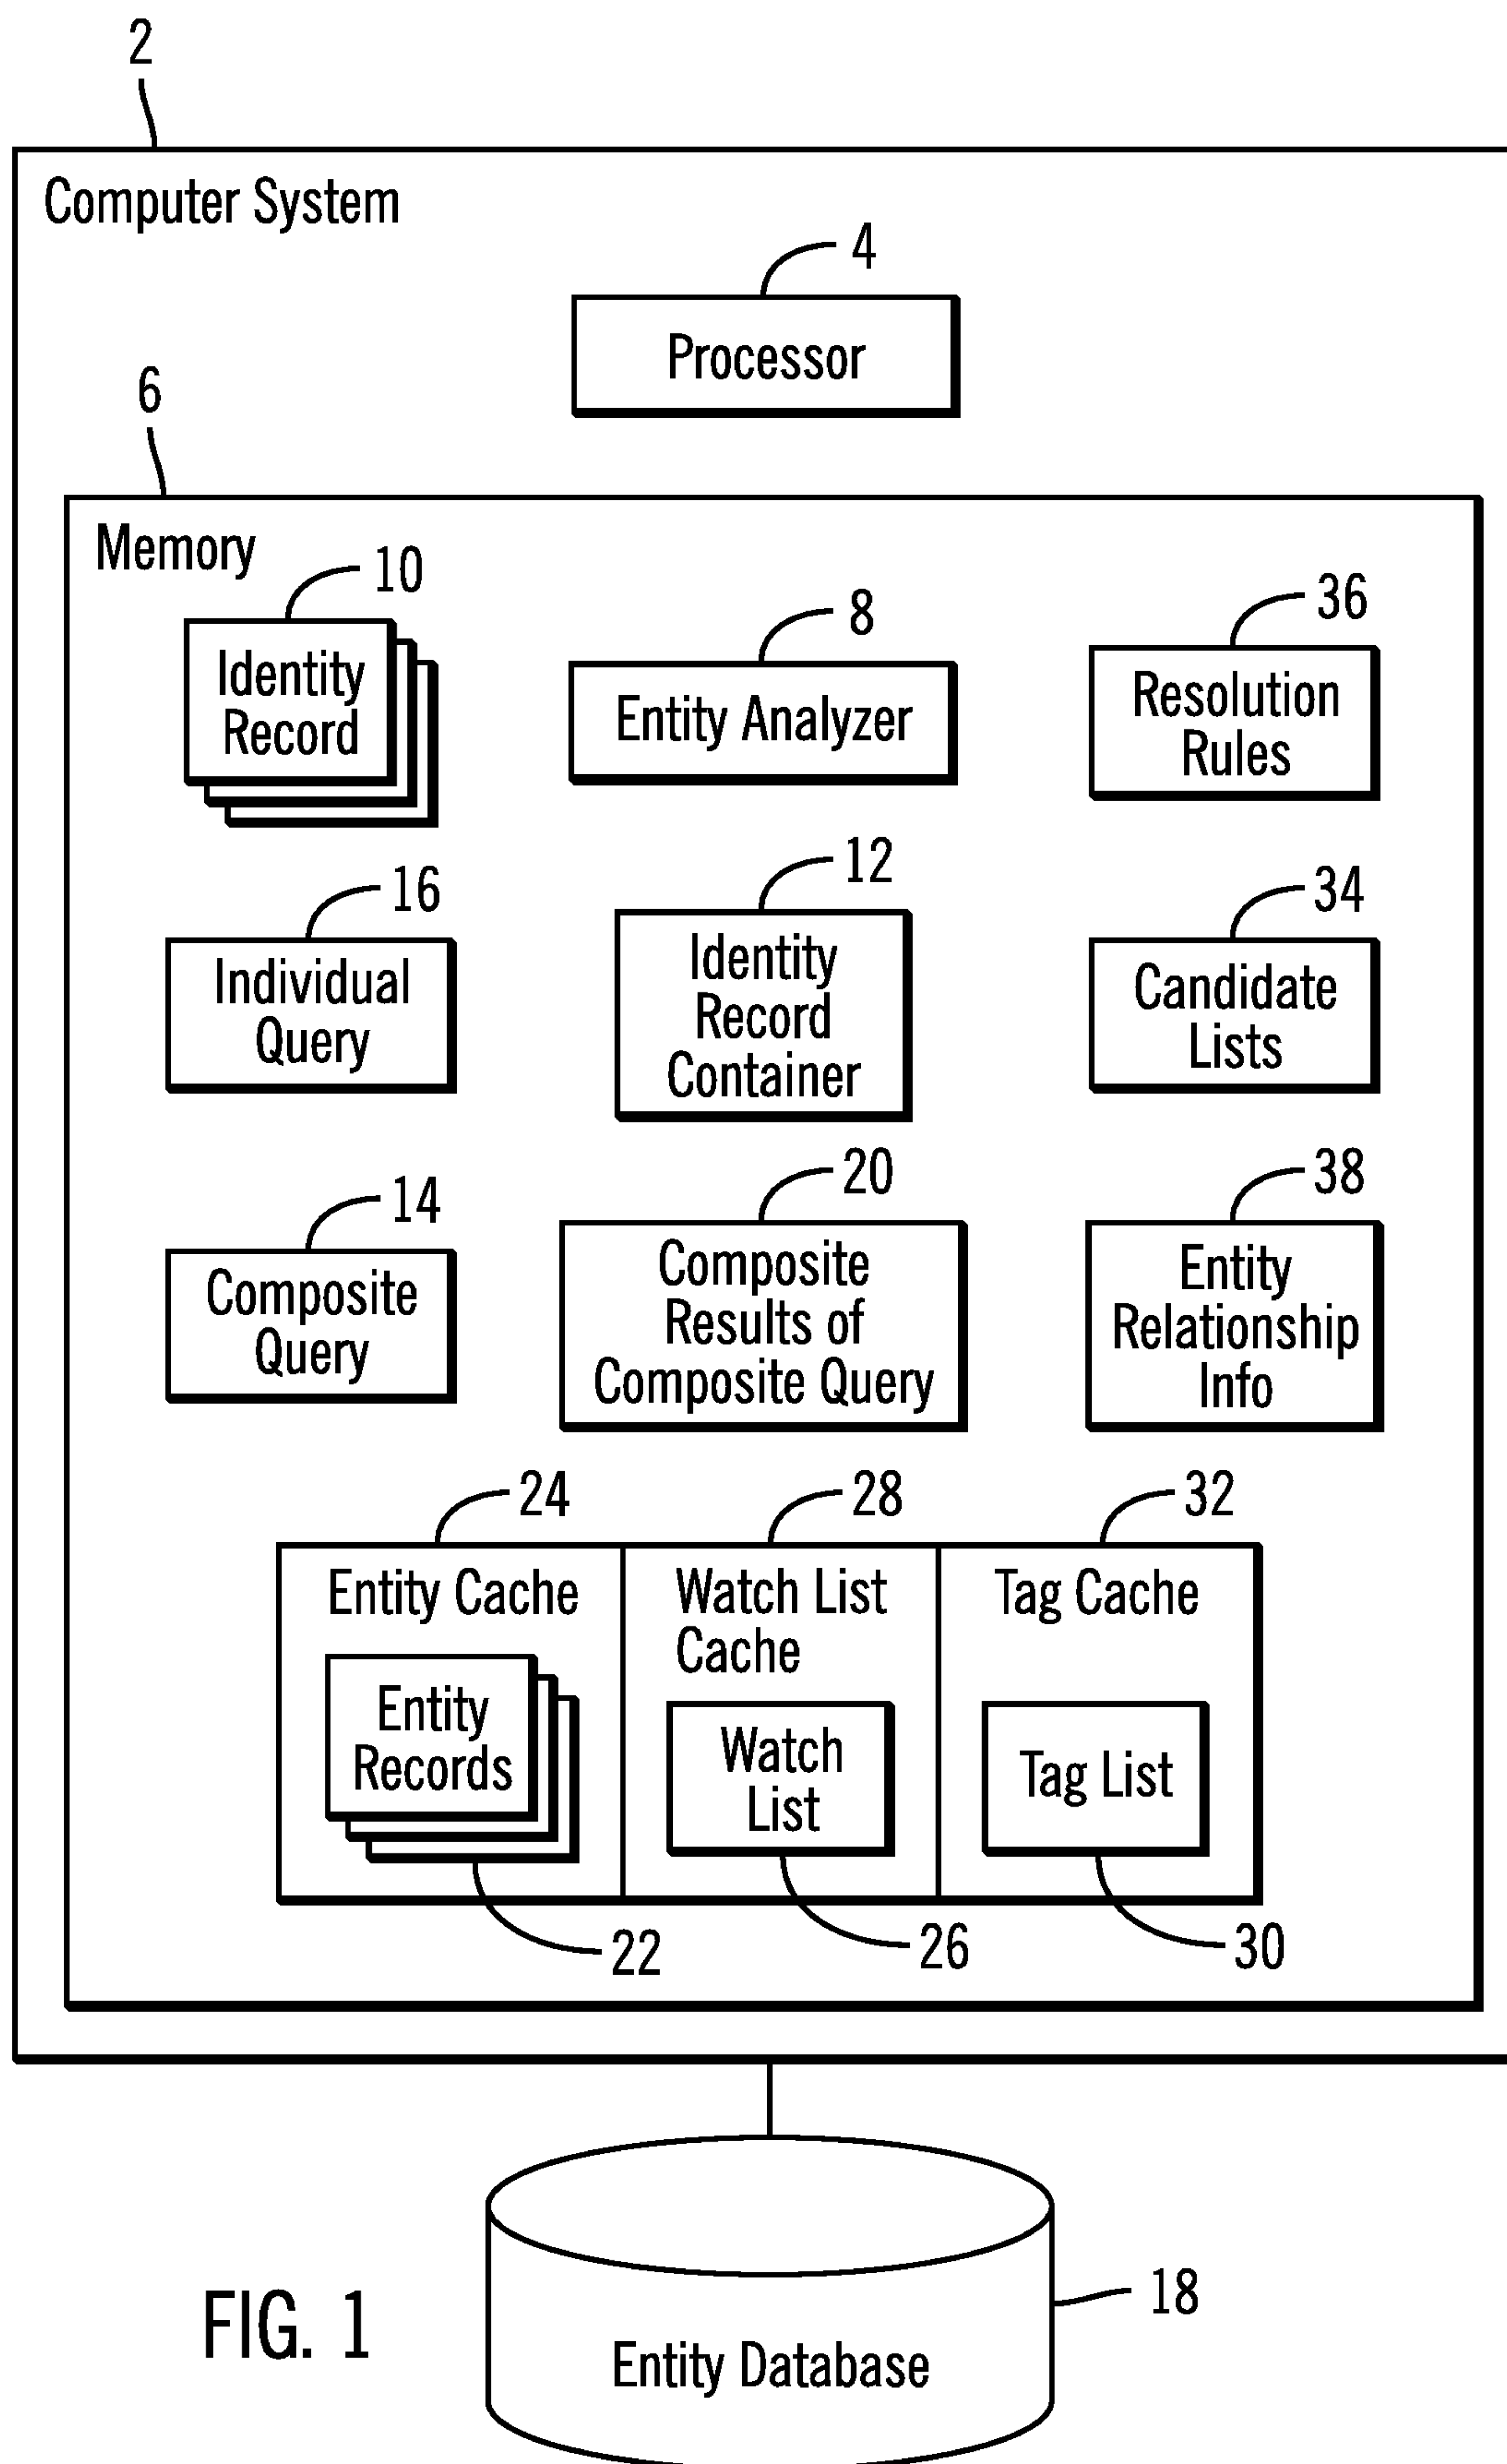 2
Computer System
4
Processor
6
Memory
10
Identity
Record
8
Entity Analyzer
36
Resolution
Rules
16
Individual
Query
12
Identity
Record
Container
34
Candidate
Lists
14
Composite
Query
20
Composite
Results of
Composite Query
38
Entity
Relationship
Info
24
Entity Cache
Entity
Records
22
28
Watch List
Cache
Watch
List
26
32
Tag Cache
Tag List
30
18
Entity Database
FIG. 1